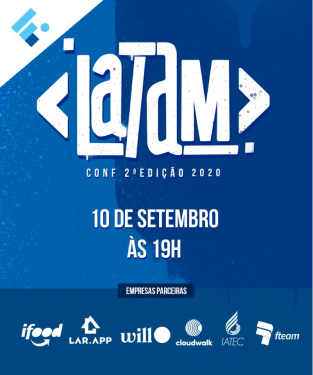 <LaTaM>
CONF 2ª EDIÇÃO 2020
10 DE SETEMBRO
ÀS 19H
EMPRESAS PARCEIRAS
ifood
LAR.APP
will
cloudwalk
IATEC
fteam